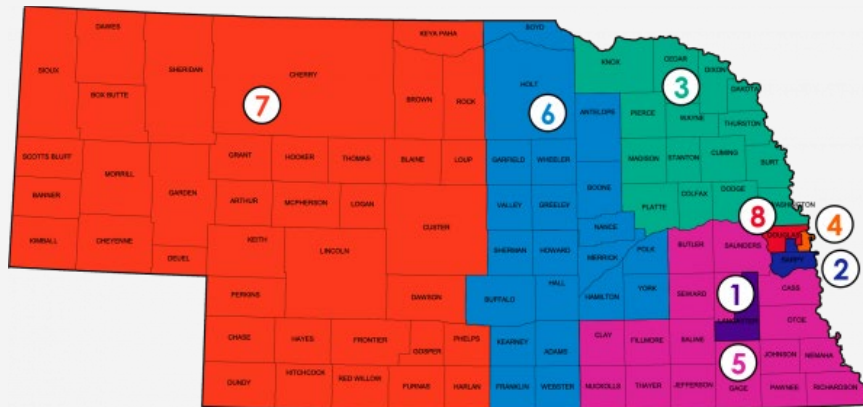 DAWES
KEYA PAHA
BOYD
SIOUX
SHERIDAN
CHERRY
KNOX
CEDAR
DIXON
HOLT
DAKOTA
BOX BUTTE
BROWN
ROCK
7
6
3
ANTELOPE
PIERCE
WAYNE
THURSTON
SCOTTS BLUFF
GRANT
HOOKER
THOMAS
BLAINE
LOUP
GARFIELD
WHEELER
MADISON
STANTON
CUMING
BURT
MORRILL
BANNER
GARDEN
ARTHUR
MCPHERSON
LOGAN
VALLEY
GREELEY
BOONE
PLATTE
COLFAX
DODGE
WASHINGTON
CUSTER
NANCE
8
4
KIMBALL
CHEYENNE
KEITH
LINCOLN
SHERMAN
HOWARD
MERRICK
POLK
BUTLER
SAUNDERS
DOUGLAS
DEUEL
SARPY
2
PERKINS
DAWSON
BUFFALO
HALL
HAMILTON
YORK
SEWARD
1
CASS
LANCASTER
OTOE
CHASE
HAYES
FRONTIER
GOSPER
PHELPS
KEARNEY
ADAMS
CLAY
FILLMORE
SALINE
5
JOHNSON
NEMAHA
DUNDY
HITCHCOCK
RED WILLOW
FURNAS
HARLAN
FRANKLIN
WEBSTER
NUCKOLLS
THAYER
JEFFERSON
GAGE
PAWNEE
RICHARDSON